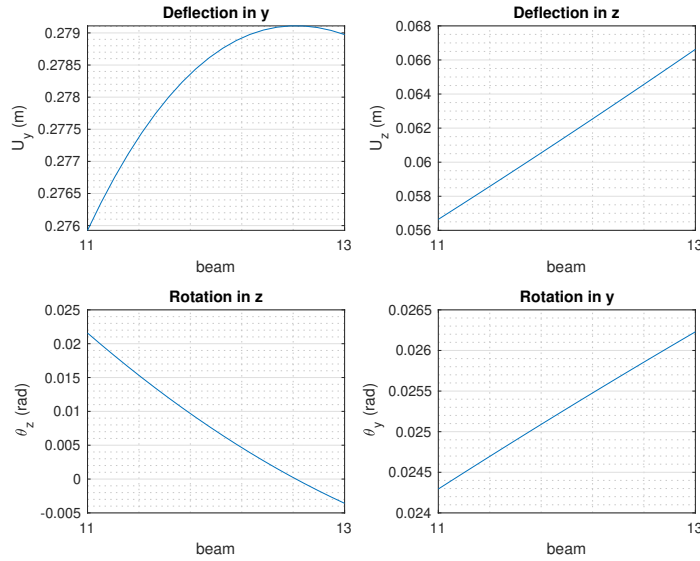 Deflection in y
0.279
0.2785
0.278
0.2775
0.277
0.2765
0.276
U_y (m)
11
13
beam
Deflection in z
0.068
0.066
0.064
0.062
0.06
0.058
0.056
U_z (m)
11
13
beam
Rotation in z
0.025
0.02
0.015
0.01
0.005
0
-0.005
θ_z (rad)
11
13
beam
Rotation in y
0.0265
0.026
0.0255
0.025
0.0245
0.024
θ_y (rad)
11
13
beam